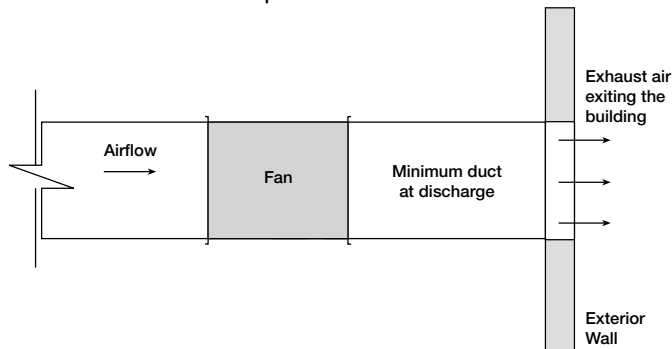 Exhaust air
exiting the
building
Airflow
Fan
Minimum duct
at discharge
Exterior
Wall